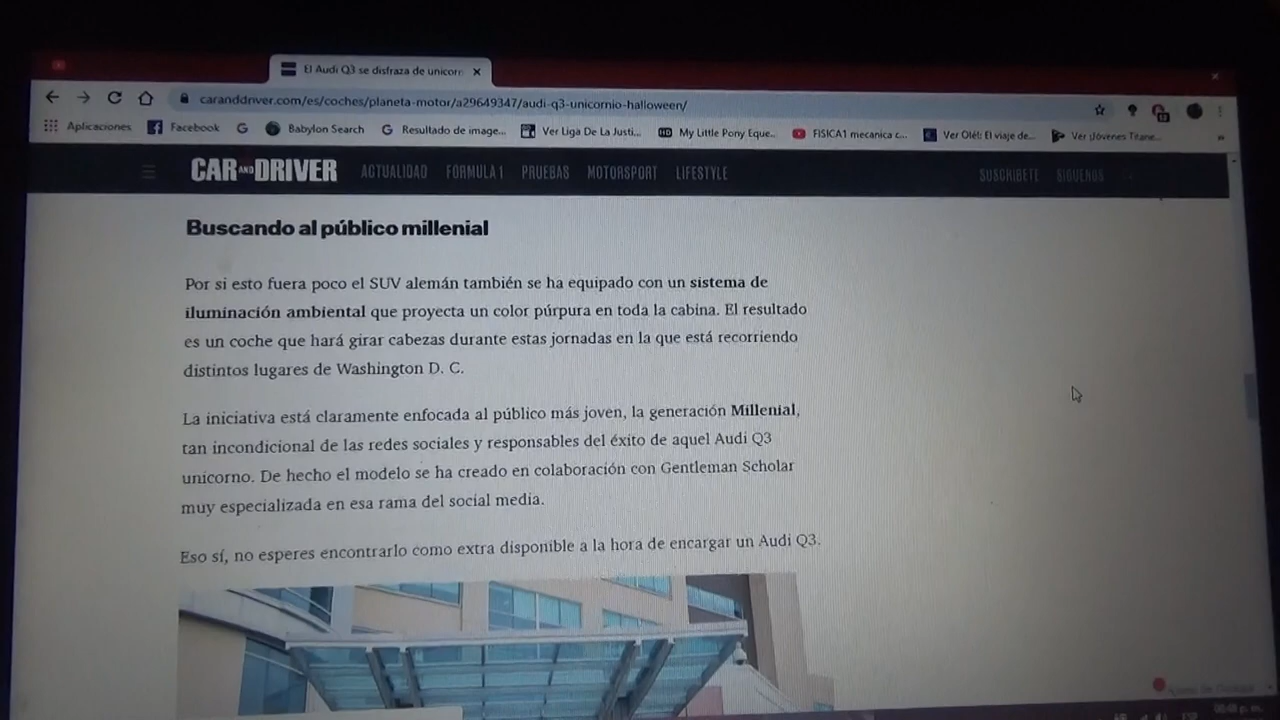 El Audi Q3 se disfraza de unicorn
caranddriver.com/es/coches/planeta-motor/a29649347/audi-q3-unicornio-halloween/
Aplicaciones Facebook Babylon Search Resultado de image... Ver Liga De La Justi... My Little Pony Eque... FISICA1 mecanica c... Ver Olé!: El viaje de... Ver Jóvenes Titane...
CAR AND DRIVER ACTUALIDAD FÓRMULA 1 PRUEBAS MOTORSPORT LIFESTYLE SUSCRÍBETE SÍGUENOS
Buscando al público millenial
Por si esto fuera poco el SUV alemán también se ha equipado con un sistema de
iluminación ambiental que proyecta un color púrpura en toda la cabina. El resultado
es un coche que hará girar cabezas durante estas jornadas en la que está recorriendo
distintos lugares de Washington D. C.
La iniciativa está claramente enfocada al público más joven, la generación Millenial,
tan incondicional de las redes sociales y responsables del éxito de aquel Audi Q3
unicorno. De hecho el modelo se ha creado en colaboración con Gentleman Scholar
muy especializada en esa rama del social media.
Eso sí, no esperes encontrarlo como extra disponible a la hora de encargar un Audi Q3.